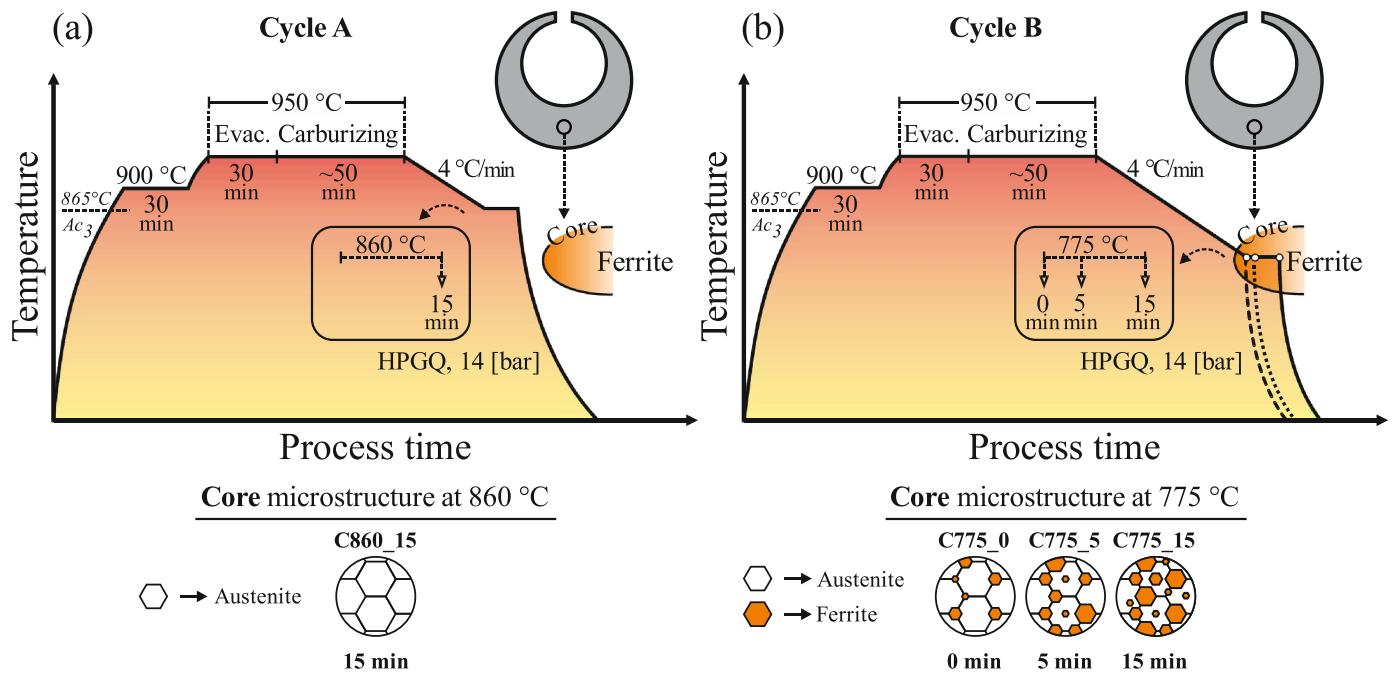 (a)
Cycle A
950 °C
Evac. Carburizing
900 °C
30
min
~50
min
4 °C/min
865°C
Ac3
30
min
860 °C
15
min
Core
Ferrite
HPGQ, 14 [bar]
Temperature
Process time
Core microstructure at 860 °C
C860_15
Austenite
15 min
(b)
Cycle B
950 °C
Evac. Carburizing
900 °C
30
min
~50
min
4 °C/min
865°C
Ac3
30
min
775 °C
0
min
5
min
15
min
Core
Ferrite
HPGQ, 14 [bar]
Temperature
Process time
Core microstructure at 775 °C
C775_0 C775_5 C775_15
Austenite
Ferrite
0 min 5 min 15 min